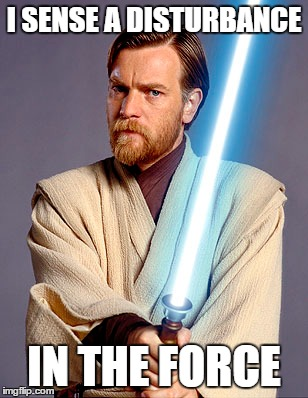 I SENSE A DISTURBANCE
IN THE FORCE
imgflip.com